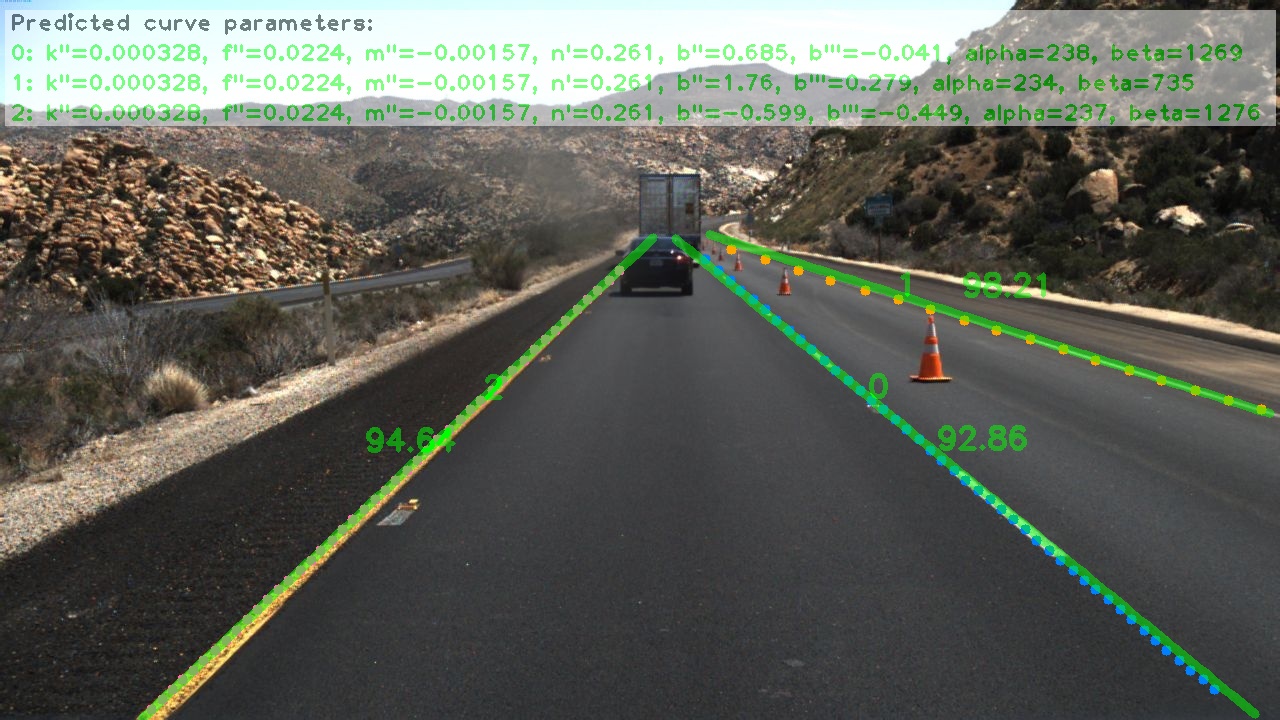 Predicted curve parameters:
0: k''=0.000328, f''=0.0224, m''=-0.00157, n'=0.261, b''=0.685, b'''=-0.041, alpha=238, beta=1269
1: k''=0.000328, f''=0.0224, m''=-0.00157, n'=0.261, b''=1.76, b'''=0.279, alpha=234, beta=735
2: k''=0.000328, f''=0.0224, m''=-0.00157, n'=0.261, b''=-0.599, b'''=-0.449, alpha=237, beta=1276
1 98.21
2
0
94.64
92.86